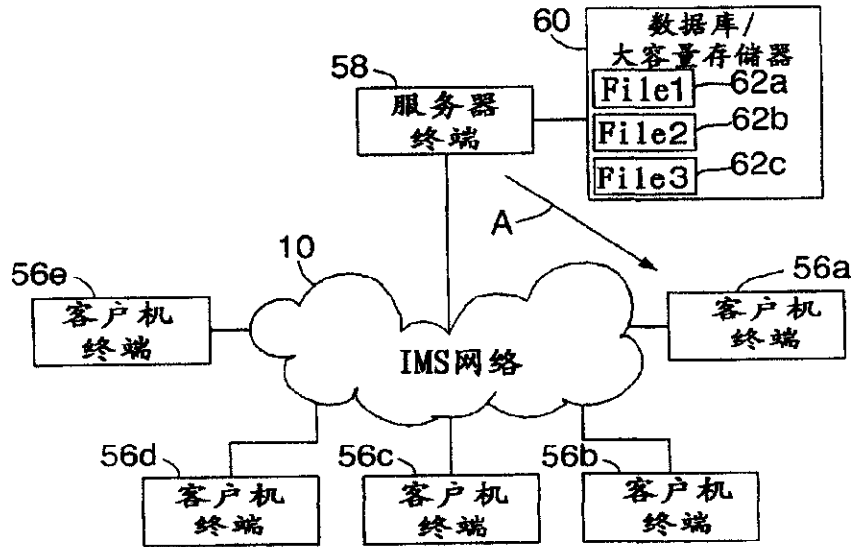 60
数据库/
大容量存储器
File1
62a
File2
62b
File3
62c
58
服务器
终端
A
10
IMS网络
56e
客户机
终端
56a
客户机
终端
56d
客户机
终端
56c
客户机
终端
56b
客户机
终端